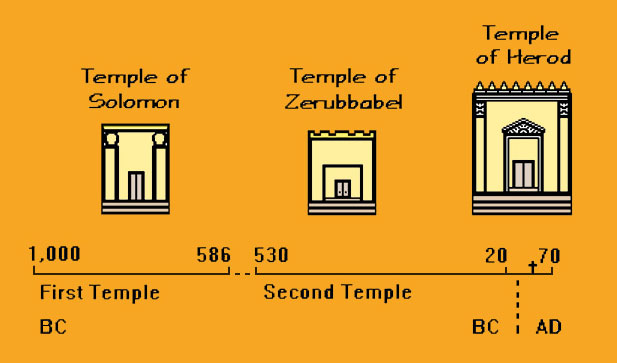 Temple of
Solomon
Temple of
Zerubbabel
Temple
of Herod
1,000 586 530 20 70
First Temple Second Temple
BC BC AD